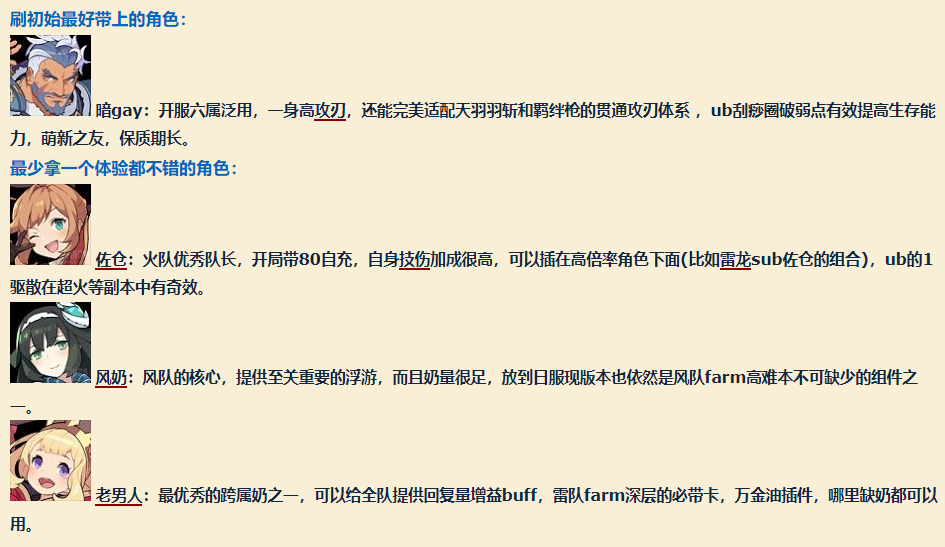 刷初始最好带上的角色：
暗gay：开服六属泛用，一身高攻刃，还能完美适配天羽羽斩和羁绊枪的贯通攻刃体系 ，ub刮痧圈破弱点有效提高生存能
力，萌新之友，保质期长。
最少拿一个体验都不错的角色：
佐仓：火队优秀队长，开局带80自充，自身技伤加成很高，可以插在高倍率角色下面(比如雷龙sub佐仓的组合)，ub的1
驱散在超火等副本中有奇效。
风奶：风队的核心，提供至关重要的浮游，而且奶量很足，放到日服现版本也依然是风队farm高难本不可缺少的组件之
一。
老男人：最优秀的跨属奶之一，可以给全队提供回复量增益buff，雷队farm深层的必带卡，万金油插件，哪里缺奶都可以
用。